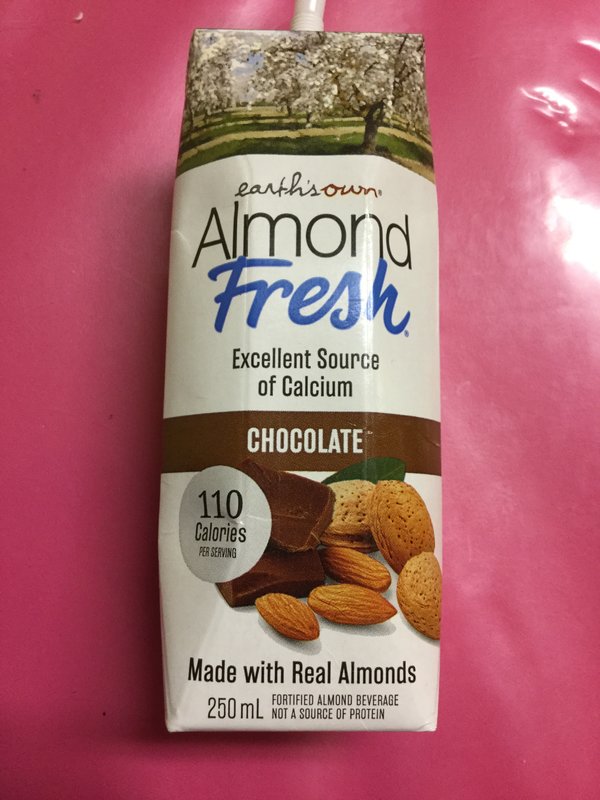 earth's own®
Almond
Fresh®
Excellent Source
of Calcium
CHOCOLATE
110
Calories
PER SERVING
Made with Real Almonds
250 mL
FORTIFIED ALMOND BEVERAGE
NOT A SOURCE OF PROTEIN